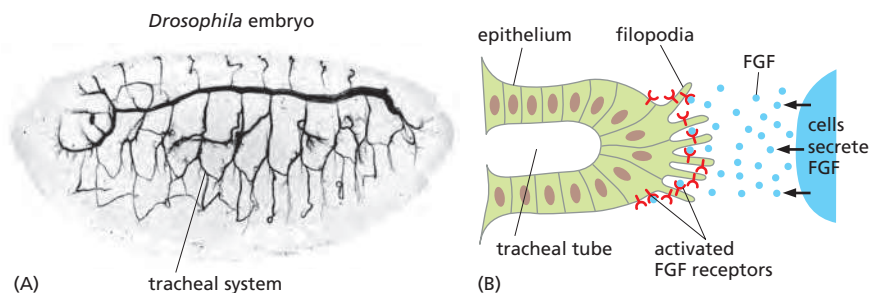 Drosophila embryo
tracheal system
(A)
epithelium
filopodia
FGF
cells
secrete
FGF
tracheal tube
activated
FGF receptors
(B)